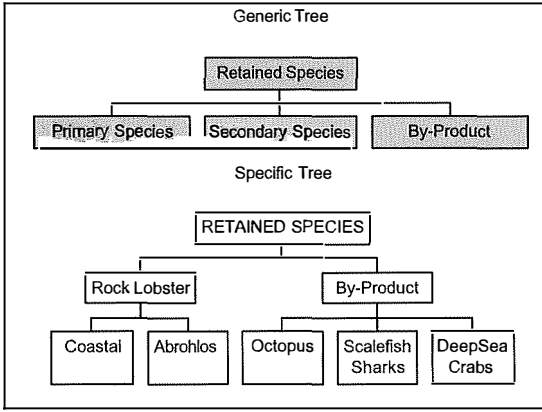 Generic Tree
Retained Species
Primary Species Secondary Species By-Product
Specific Tree
RETAINED SPECIES
Rock Lobster By-Product
Coastal Abrohlos Octopus Scalefish DeepSea
Sharks Crabs